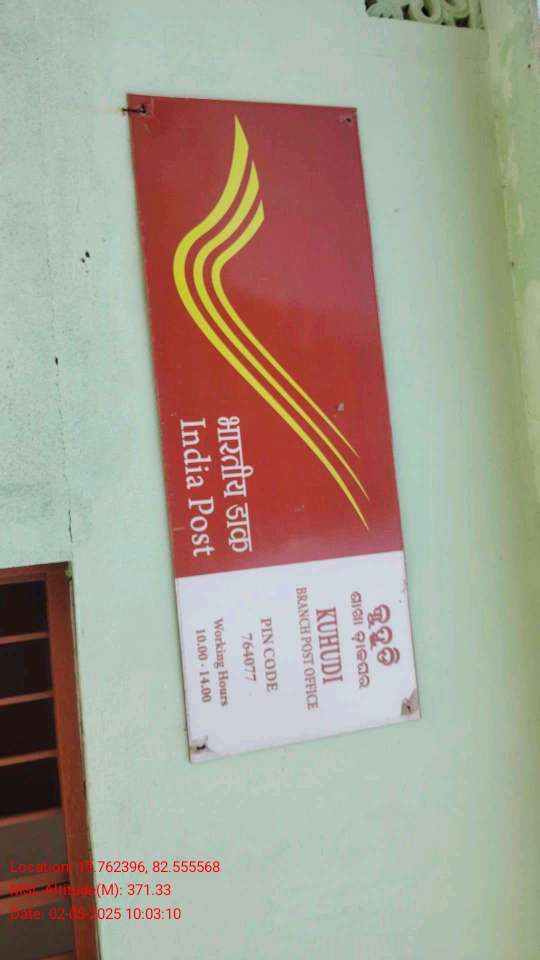 भारतीय डाक
India Post
କୁହୁଡି
ଶାଖା ଡ଼ାକଘର
KUHUDI
BRANCH POST OFFICE
PIN CODE
764077
Working Hours
10.00 - 14.00
Location: 19.762396, 82.555568
MSL Altitude(M): 371.33
Date: 02-05-2025 10:03:10